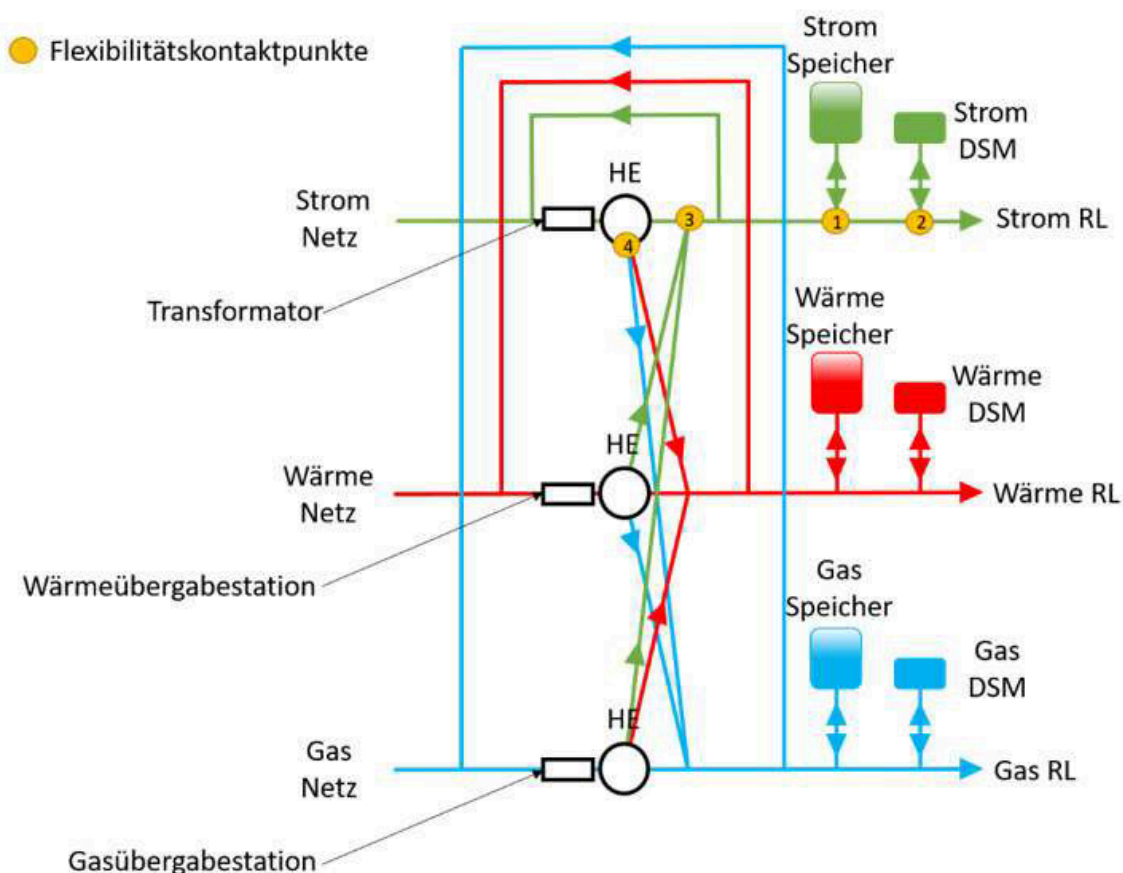 Flexibilitätskontaktpunkte
Strom
Speicher
Strom
DSM
HE
Strom
Netz
3
1
2
Strom RL
4
Transformator
Wärme
Speicher
Wärme
DSM
HE
Wärme
Netz
Wärme RL
Wärmeübergabestation
Gas
Speicher
Gas
DSM
HE
Gas
Netz
Gas RL
Gasübergabestation